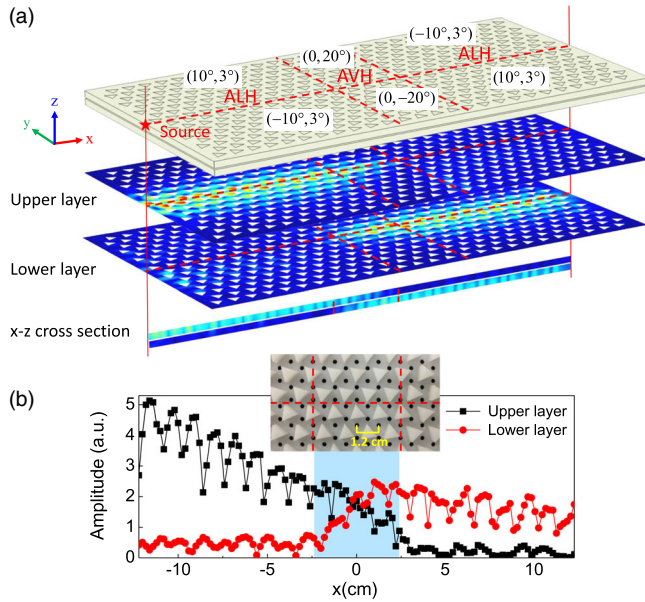 (a)
(−10°,3°)
(0,20°)
ALH
(10°,3°)
AVH
(10°,3°)
ALH
(0,−20°)
z
y
x
Source
(−10°,3°)
Upper layer
Lower layer
x-z cross section
(b)
1.2 cm
Upper layer
Lower layer
Amplitude (a.u.)
5
4
3
2
1
0
-10
-5
0
5
10
x(cm)